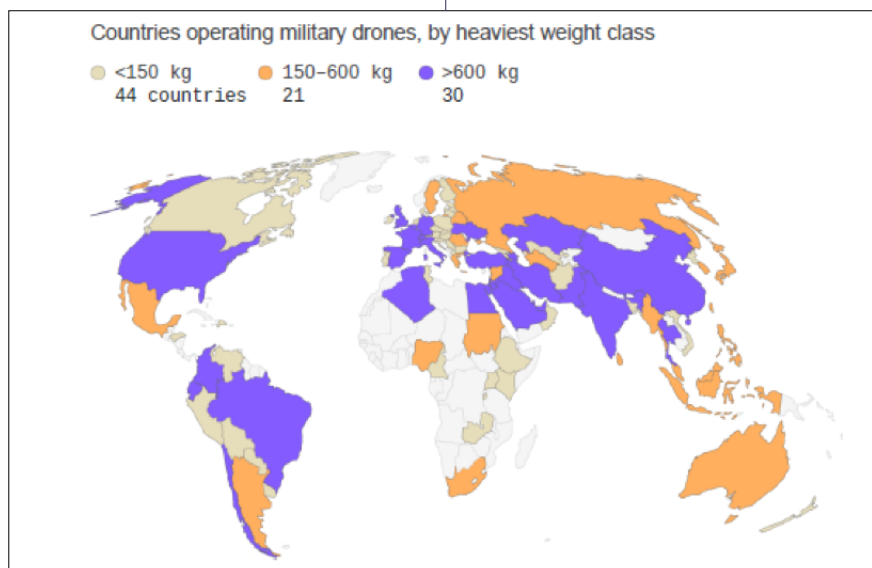 Countries operating military drones, by heaviest weight class
<150 kg 150–600 kg >600 kg
44 countries 21 30